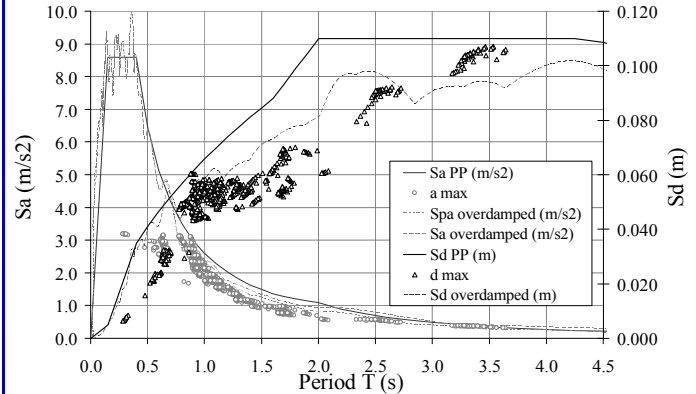 10.0
9.0
8.0
7.0
6.0
5.0
4.0
3.0
2.0
1.0
0.0
Sa (m/s2)
0.120
0.100
0.080
0.060
0.040
0.020
0.000
Sd (m)
Sa PP (m/s2)
a max
Spa overdamped (m/s2)
Sa overdamped (m/s2)
Sd PP (m)
d max
Sd overdamped (m)
0.0 0.5 1.0 1.5 2.0 2.5 3.0 3.5 4.0 4.5
Period T (s)